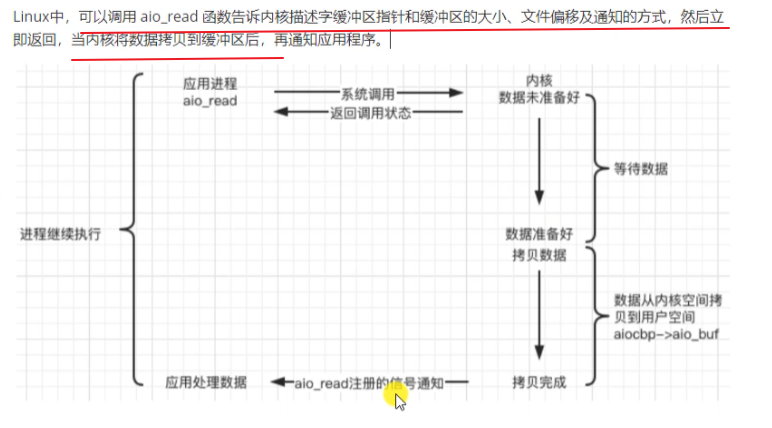 Linux中，可以调用 aio_read 函数告诉内核描述字缓冲区指针和缓冲区的大小、文件偏移及通知的方式，然后立
即返回，当内核将数据拷贝到缓冲区后，再通知应用程序。
应用进程
aio_read
系统调用
返回调用状态
内核
数据未准备好
等待数据
进程继续执行
数据准备好
拷贝数据
数据从内核空间拷
贝到用户空间
aiocbp->aio_buf
应用处理数据
aio_read注册的信号通知
拷贝完成